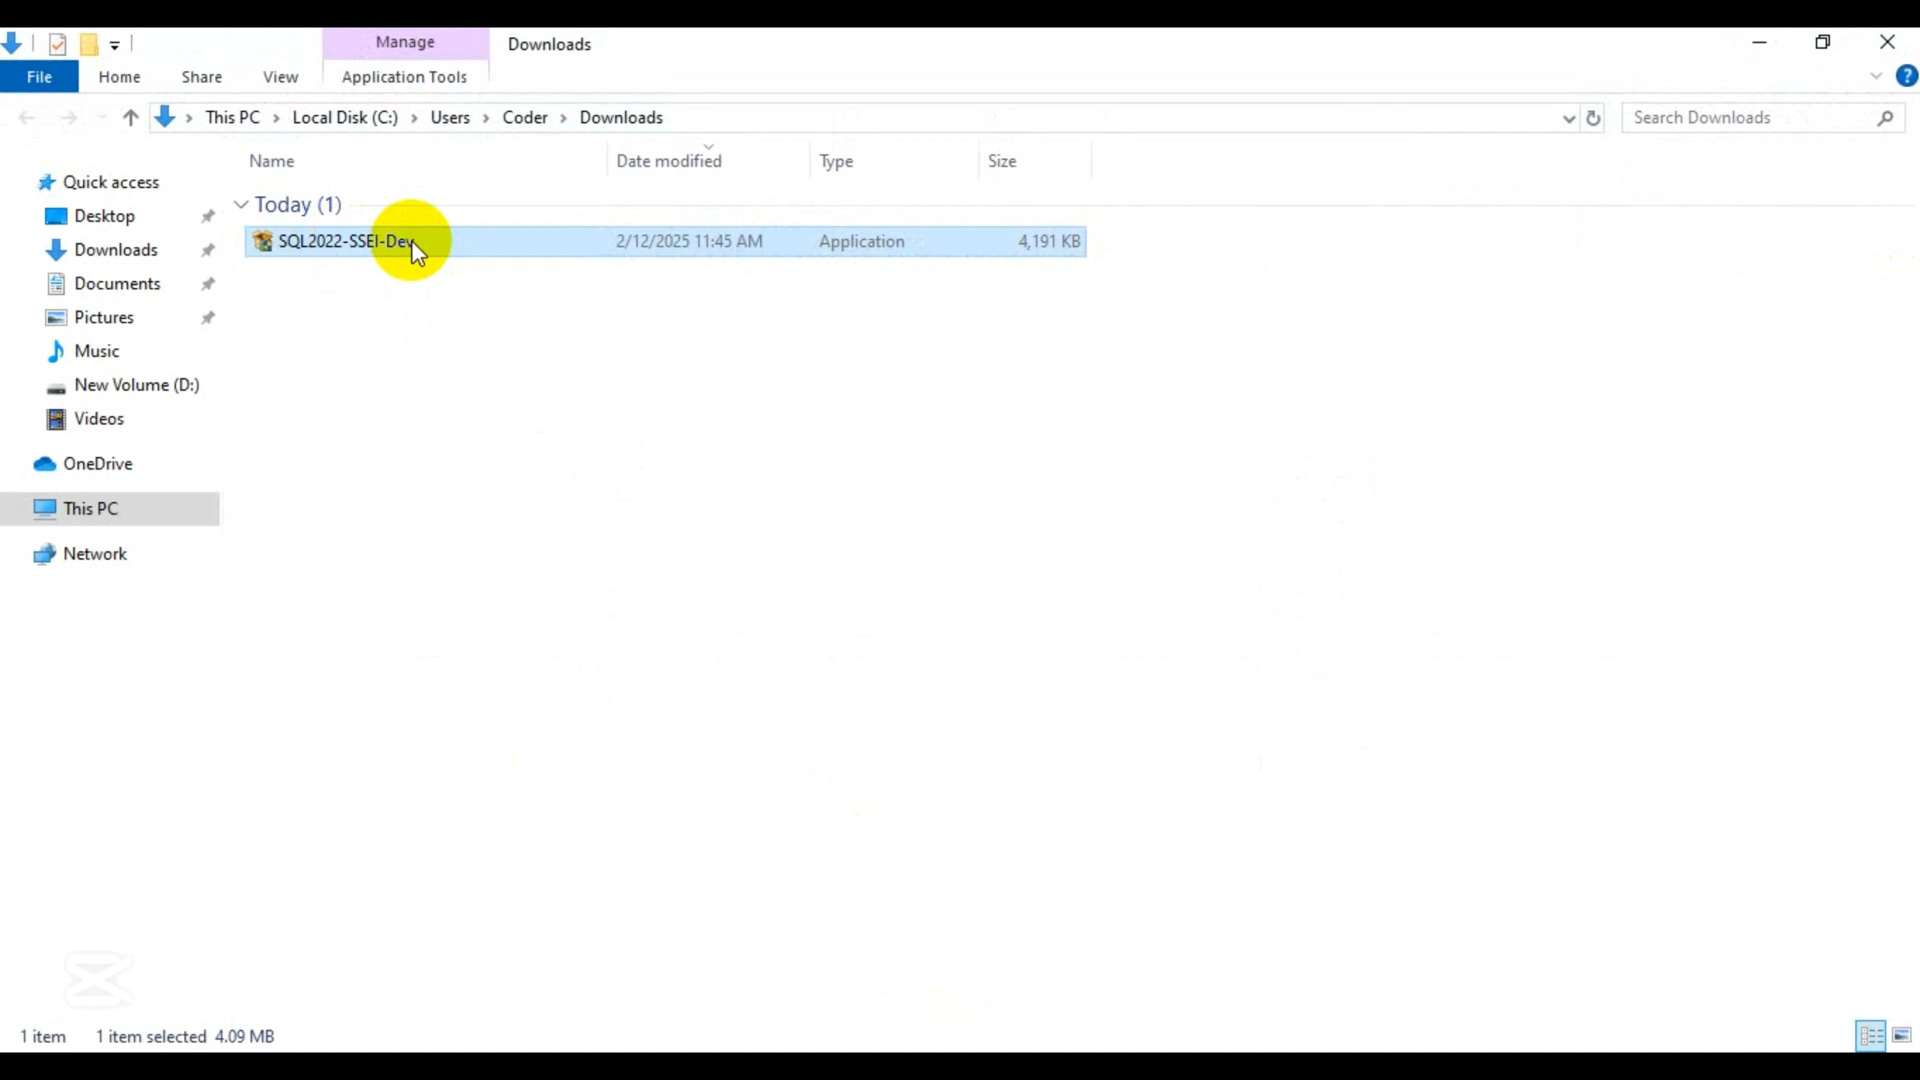 Manage
Downloads
File
Home
Share
View
Application Tools
This PC
Local Disk (C:)
Users
Coder
Downloads
Search Downloads
Name
Date modified
Type
Size
Quick access
Desktop
Downloads
Documents
Pictures
Music
New Volume (D:)
Videos
OneDrive
This PC
Network
Today (1)
SQL2022-SSEI-Dev
2/12/2025 11:45 AM
Application
4,191 KB
1 item
1 item selected 4.09 MB